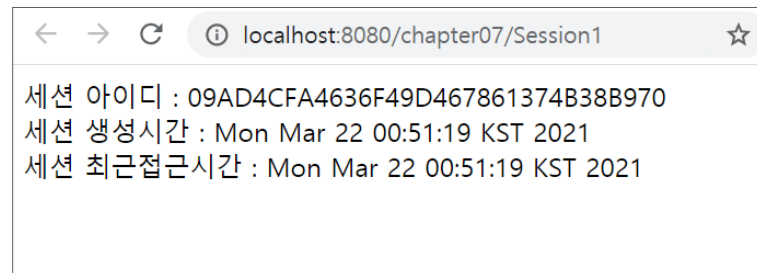 localhost:8080/chapter07/Session1
세션 아이디 : 09AD4CFA4636F49D467861374B38B970
세션 생성시간 : Mon Mar 22 00:51:19 KST 2021
세션 최근접근시간 : Mon Mar 22 00:51:19 KST 2021